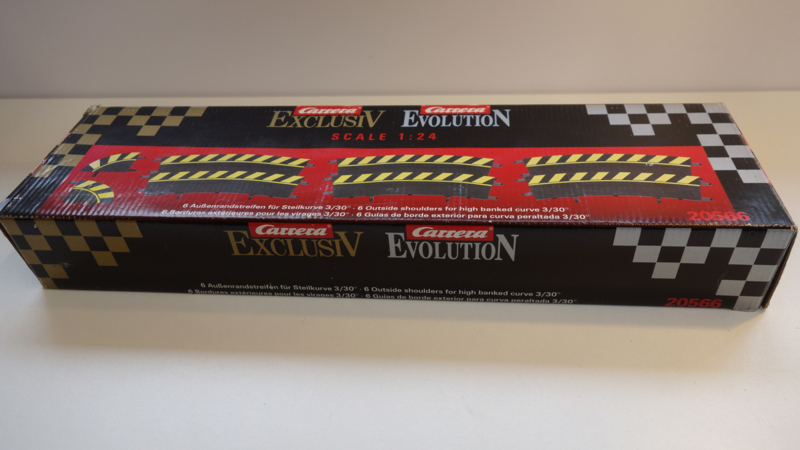 Carrera Carrera
EXCLUSIV EVOLUTION
SCALE 1:24
6 Außenrandstreifen für Steilkurve 3/30° · 6 Outside shoulders for high banked curve 3/30°
6 Bordures extérieures pour les virages 3/30° · 6 Guías de borde exterior para curva peraltada 3/30°
20566
Carrera Carrera
EXCLUSIV EVOLUTION
6 Außenrandstreifen für Steilkurve 3/30° · 6 Outside shoulders for high banked curve 3/30°
6 Bordures extérieures pour les virages 3/30° · 6 Guías de borde exterior para curva peraltada 3/30°
20566